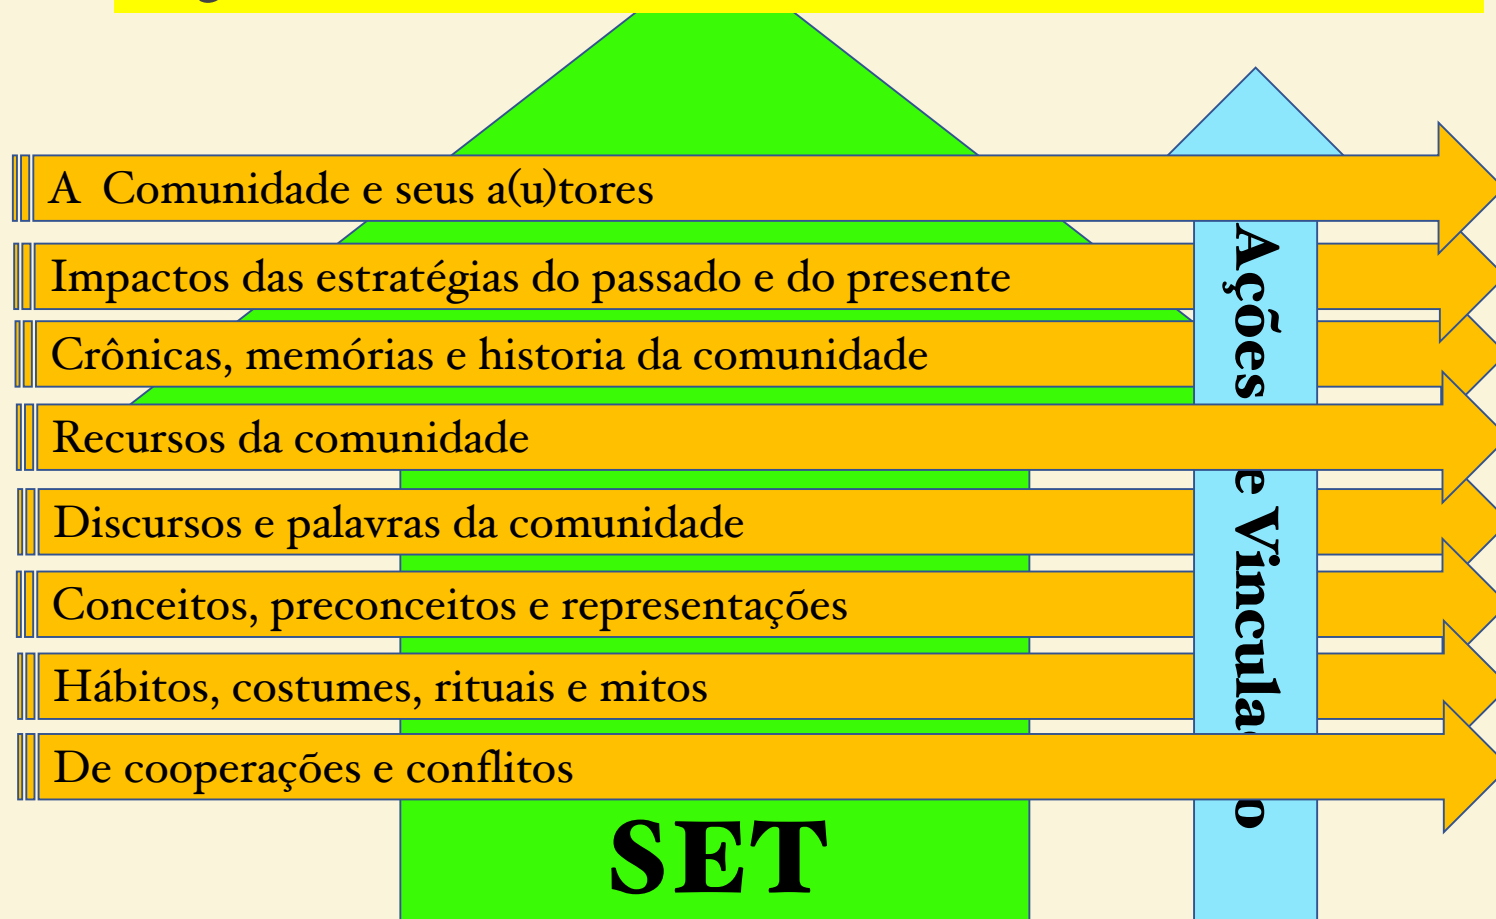 A Comunidade e seus a(u)tores
Impactos das estratégias do passado e do presente
Crônicas, memórias e historia da comunidade
Recursos da comunidade
Discursos e palavras da comunidade
Conceitos, preconceitos e representações
Hábitos, costumes, rituais e mitos
De cooperações e conflitos
SET
Ações e